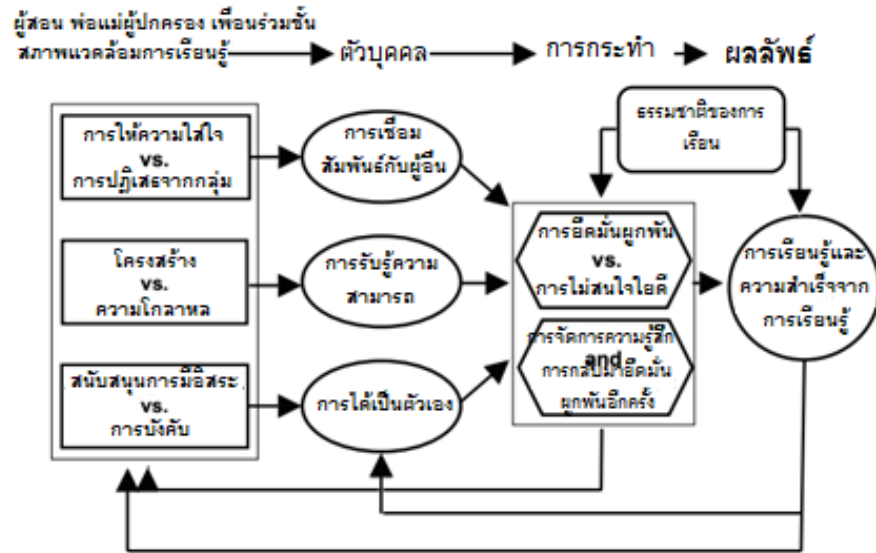 ผู้สอน พ่อแม่ผู้ปกครอง เพื่อนร่วมชั้น
สภาพแวดล้อมการเรียนรู้
ตัวบุคคล
การกระทำ
ผลลัพธ์
ธรรมชาติของการ
เรียน
การให้ความใส่ใจ
vs.
การปฏิเสธจากกลุ่ม
การเชื่อม
สัมพันธ์กับผู้อื่น
การยึดมั่นผูกพัน
vs.
การไม่สนใจใยดี
โครงสร้าง
vs.
ความโกลาหล
การรับรู้ความ
สามารถ
การเรียนรู้และ
ความสำเร็จจาก
การเรียนรู้
การจัดการความรู้สึก
and
การกลับมายึดมั่น
ผูกพันอีกครั้ง
สนับสนุนการมีอิสระ
vs.
การบังคับ
การได้เป็นตัวเอง